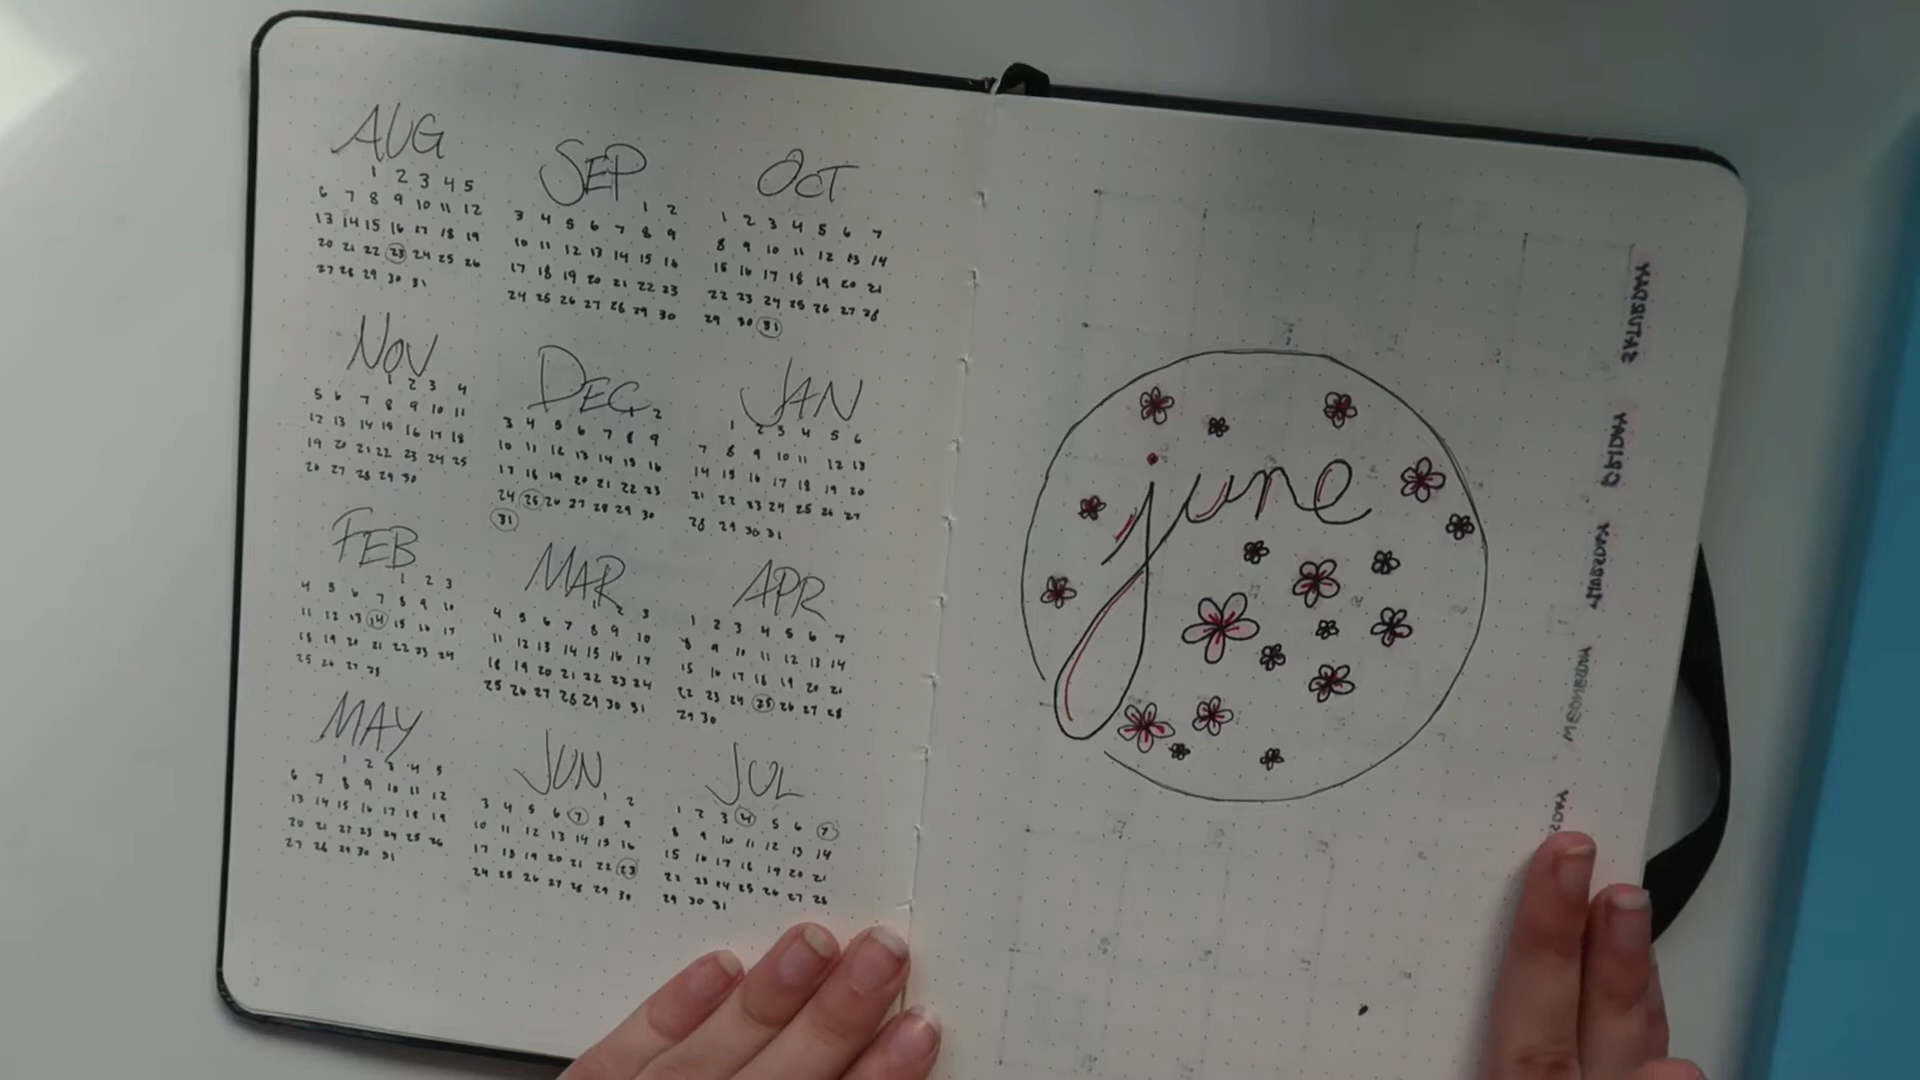 AUG
1 2 3 4 5
6 7 8 9 10 11 12
13 14 15 16 17 18 19
20 21 22 23 24 25 26
27 28 29 30 31
SEP
1 2
3 4 5 6 7 8 9
10 11 12 13 14 15 16
17 18 19 20 21 22 23
24 25 26 27 28 29 30
OCT
1 2 3 4 5 6 7
8 9 10 11 12 13 14
15 16 17 18 19 20 21
22 23 24 25 26 27 28
29 30 31
NOV
1 2 3 4
5 6 7 8 9 10 11
12 13 14 15 16 17 18
19 20 21 22 23 24 25
26 27 28 29 30
DEC
1 2
3 4 5 6 7 8 9
10 11 12 13 14 15 16
17 18 19 20 21 22 23
24 25 26 27 28 29 30
31
JAN
1 2 3 4 5 6
7 8 9 10 11 12 13
14 15 16 17 18 19 20
21 22 23 24 25 26 27
28 29 30 31
FEB
1 2 3
4 5 6 7 8 9 10
11 12 13 14 15 16 17
18 19 20 21 22 23 24
25 26 27 28
MAR
1 2 3
4 5 6 7 8 9 10
11 12 13 14 15 16 17
18 19 20 21 22 23 24
25 26 27 28 29 30 31
APR
1 2 3 4 5 6 7
8 9 10 11 12 13 14
15 16 17 18 19 20 21
22 23 24 25 26 27 28
29 30
MAY
1 2 3 4 5
6 7 8 9 10 11 12
13 14 15 16 17 18 19
20 21 22 23 24 25 26
27 28 29 30 31
JUN
1 2
3 4 5 6 7 8 9
10 11 12 13 14 15 16
17 18 19 20 21 22 23
24 25 26 27 28 29 30
JUL
1 2 3 4 5 6 7
8 9 10 11 12 13 14
15 16 17 18 19 20 21
22 23 24 25 26 27 28
29 30 31
2
june